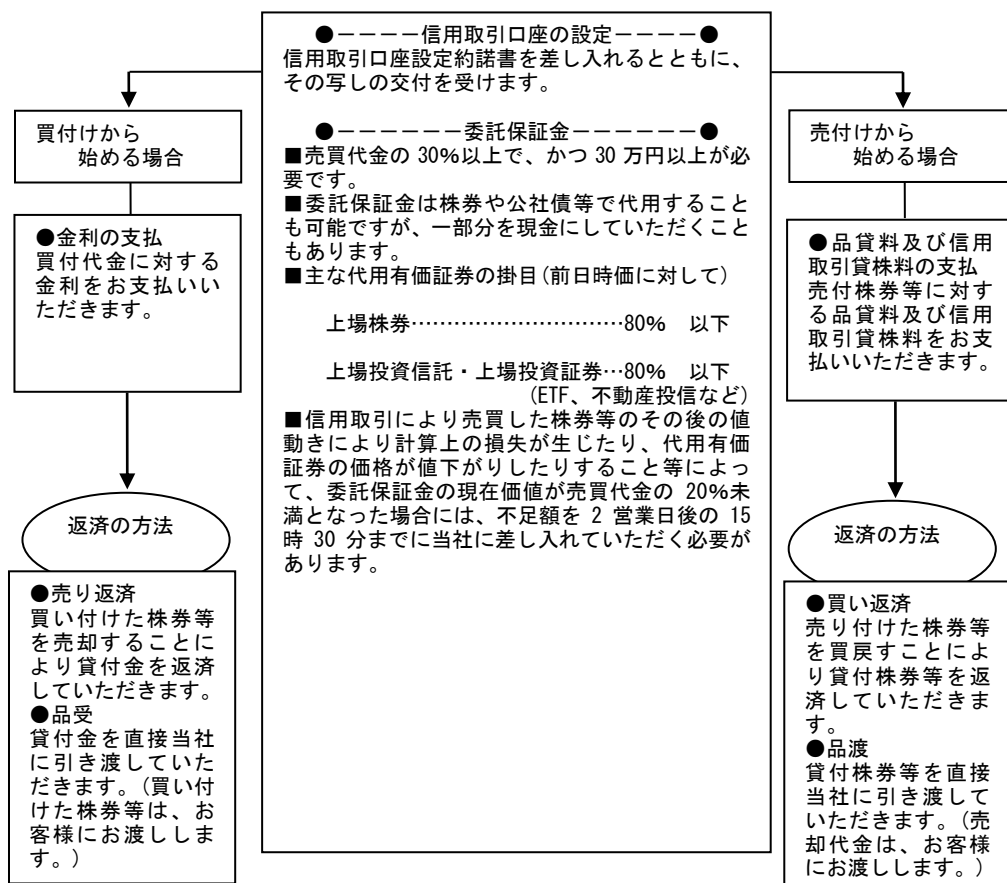 ●－－－－信用取引口座の設定－－－－●
信用取引口座設定約諾書を差し入れるとともに、
その写しの交付を受けます。
●－－－－－－委託保証金－－－－－－●
■売買代金の 30%以上で、かつ 30 万円以上が必
要です。
■委託保証金は株券や公社債等で代用すること
も可能ですが、一部分を現金にしていただくこと
もあります。
■主な代用有価証券の掛目(前日時価に対して)
上場株券…………………………80%　以下
上場投資信託・上場投資証券…80%　以下
(ETF、不動産投信など)
■信用取引により売買した株券等のその後の値
動きにより計算上の損失が生じたり、代用有価
証券の価格が値下がりしたりすること等によっ
て、委託保証金の現在価値が売買代金の 20%未
満となった場合には、不足額を 2 営業日後の 15
時 30 分までに当社に差し入れていただく必要が
あります。
買付けから
始める場合
●金利の支払
買付代金に対する
金利をお支払いい
ただきます。
返済の方法
●売り返済
買い付けた株券等
を売却することに
より貸付金を返済
していただきます。
●品受
貸付金を直接当社
に引き渡していた
だきます。(買い付
けた株券等は、お
客様にお渡ししま
す。)
売付けから
始める場合
●品貸料及び信用
取引貸株料の支払
売付株券等に対す
る品貸料及び信用
取引貸株料をお支
払いいただきます。
返済の方法
●買い返済
売り付けた株券等
を買戻すことによ
り貸付株券等を返
済していただきま
す。
●品渡
貸付株券等を直接
当社に引き渡して
いただきます。(売
却代金は、お客様
にお渡しします。)